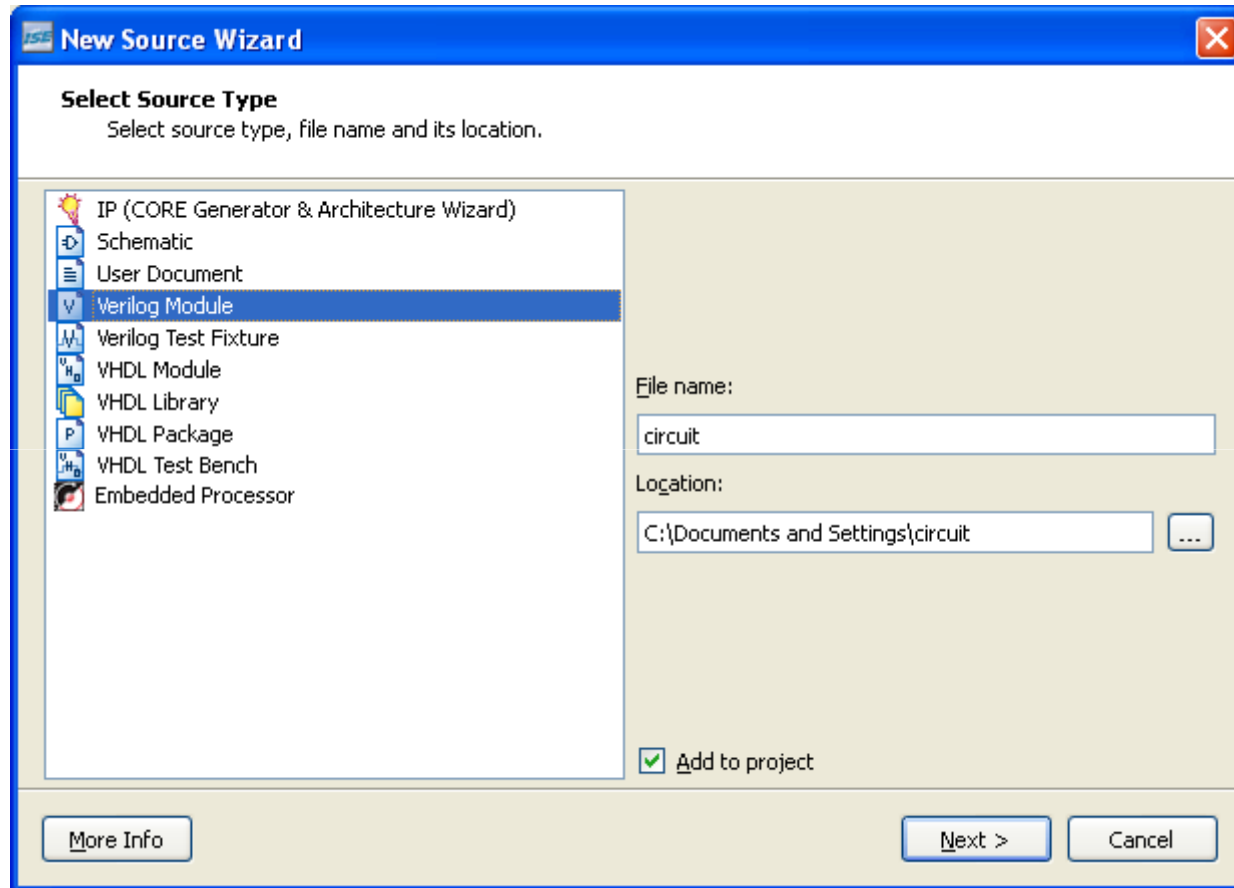 ISE New Source Wizard
Select Source Type
Select source type, file name and its location.
IP (CORE Generator & Architecture Wizard)
Schematic
User Document
V Verilog Module
Verilog Test Fixture
VHDL Module
VHDL Library
P VHDL Package
VHDL Test Bench
Embedded Processor
File name:
circuit
Location:
C:\Documents and Settings\circuit
...
Add to project
More Info
Next >
Cancel